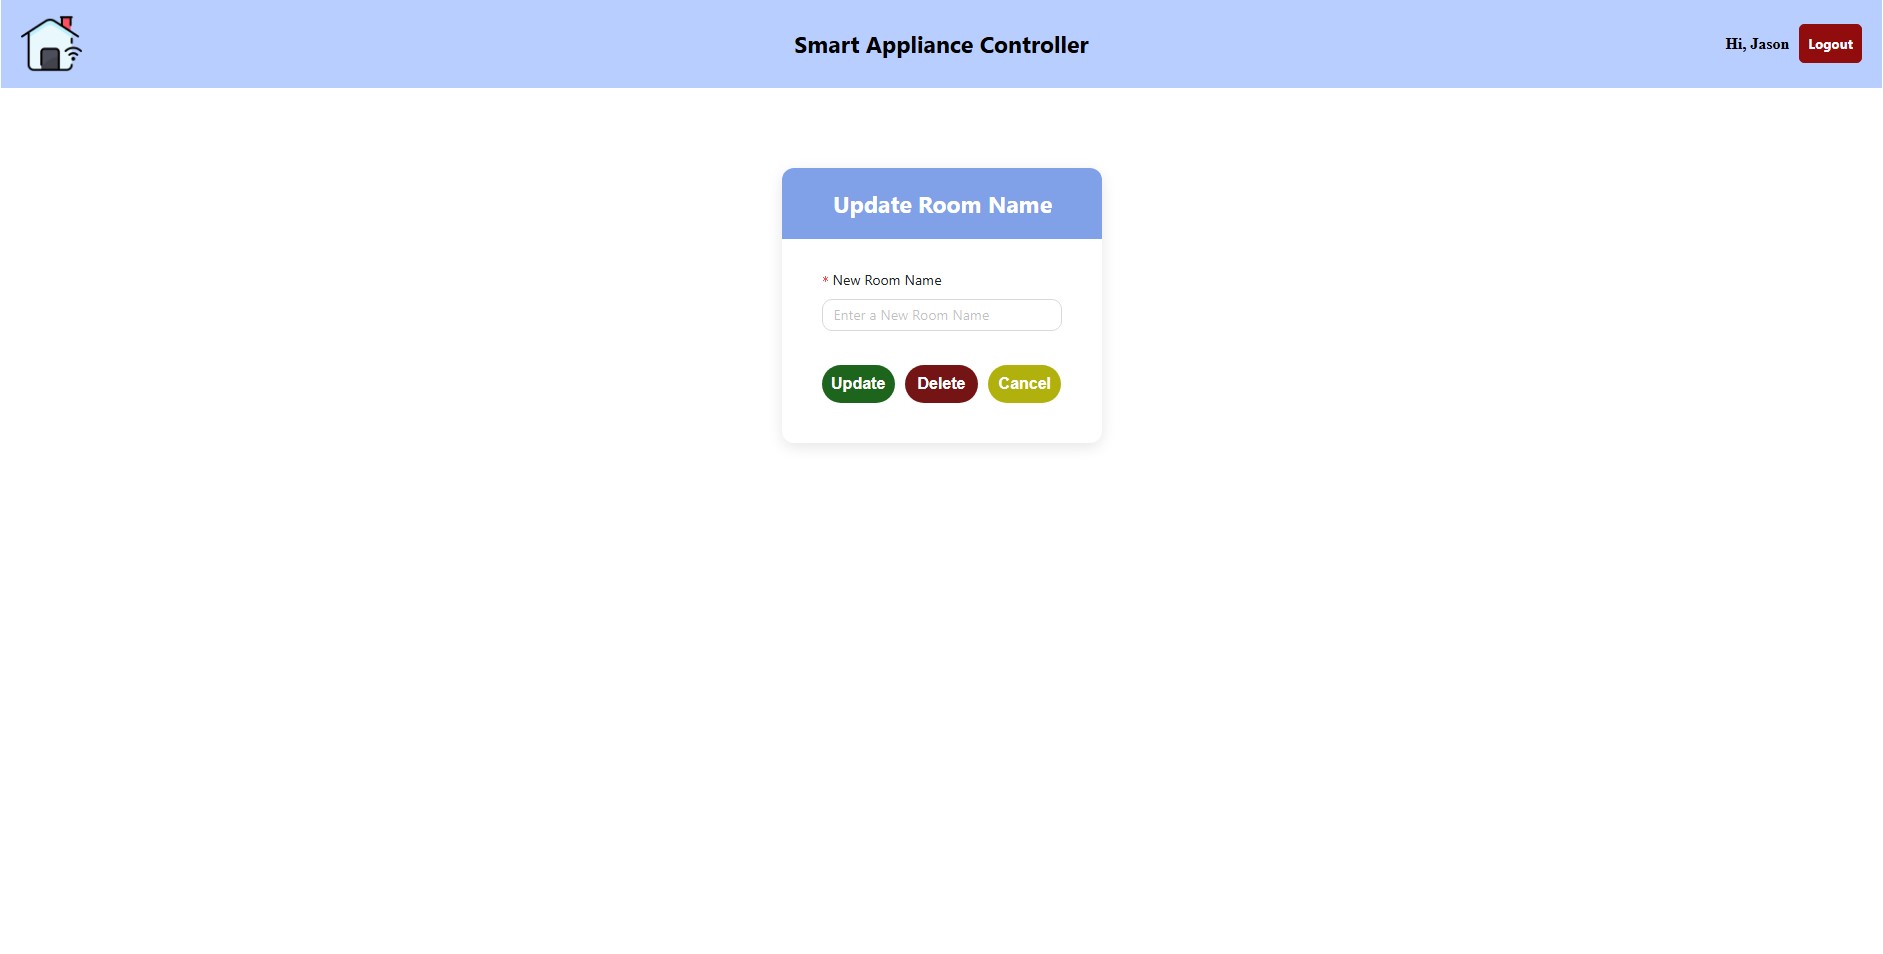 Smart Appliance Controller
Hi, Jason
Logout
Update Room Name
* New Room Name
Enter a New Room Name
Update Delete Cancel